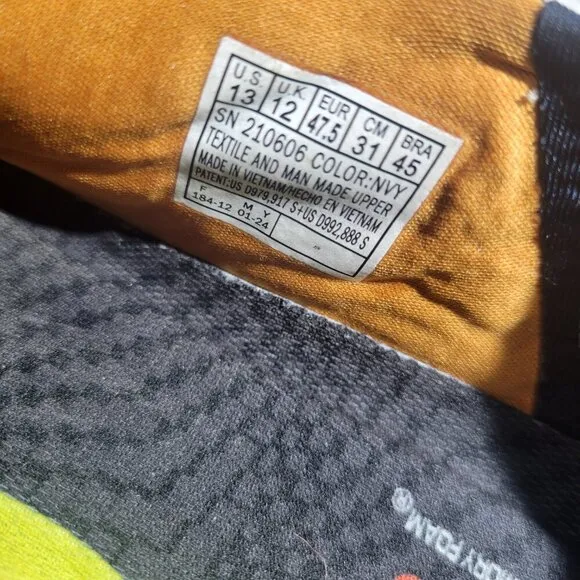 U.S. U.K. EUR CM BRA
13 12 47.5 31 45
SN 210606 COLOR:NVY
TEXTILE AND MAN MADE UPPER
MADE IN VIETNAM/HECHO EN VIETNAM
PATENT:US D979,917 S+US D992,888 S
F M Y
184-12 01-24
FOAM®